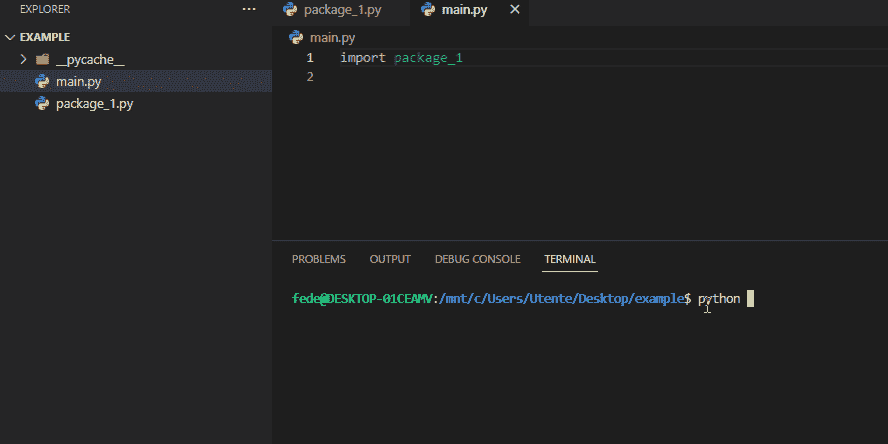 EXPLORER ...
EXAMPLE
__pycache__
main.py
package_1.py
package_1.py main.py
main.py
1 import package_1
2
PROBLEMS OUTPUT DEBUG CONSOLE TERMINAL
fede@DESKTOP-01CEAMV:/mnt/c/Users/Utente/Desktop/example$ python